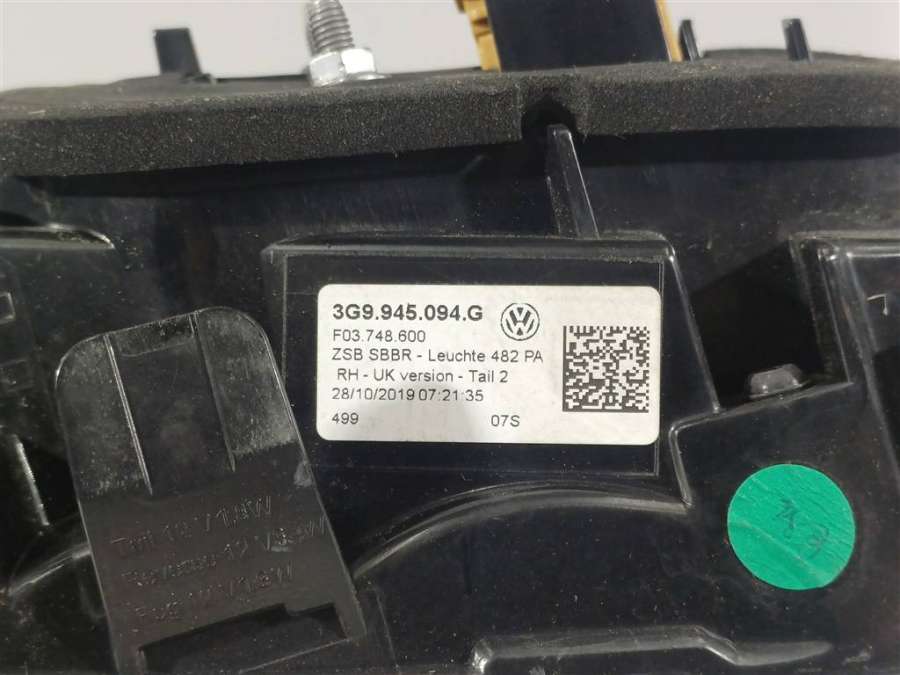 3G9.945.094.G
F03.748.600
ZSB SBBR - Leuchte 482 PA
RH - UK version - Tail 2
28/10/2019 07:21:35
499 07S